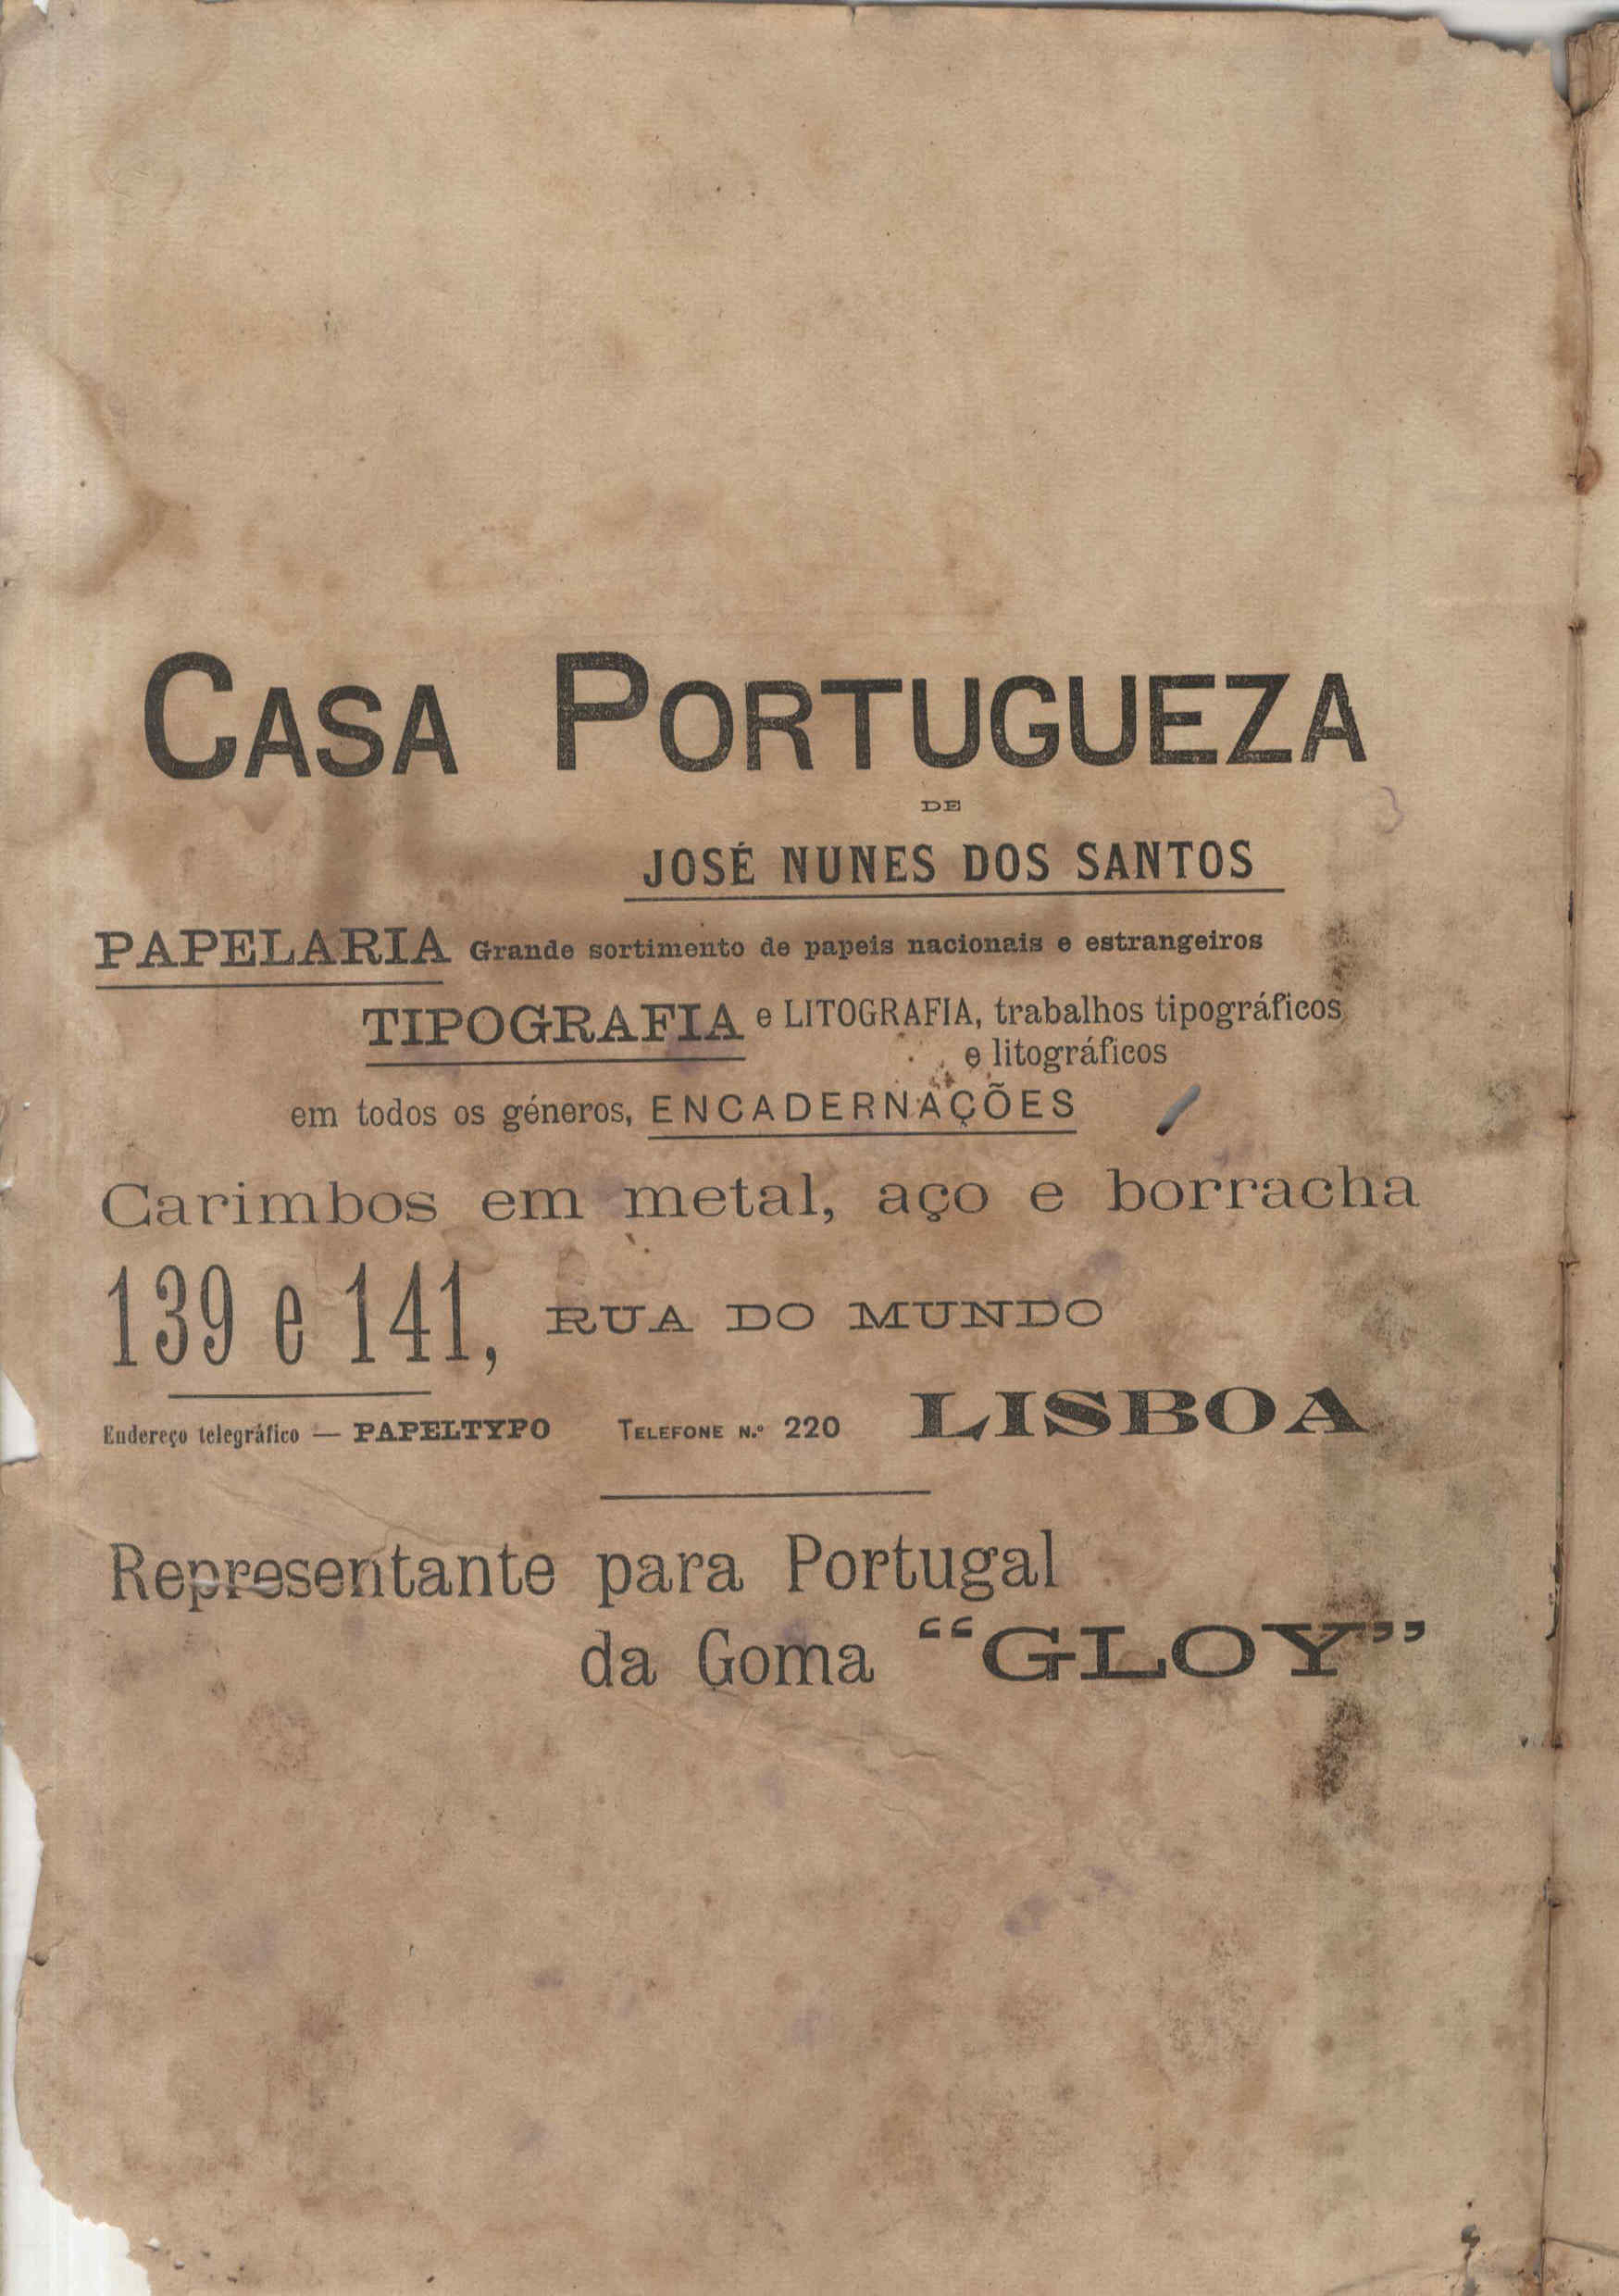 CASA PORTUGUEZA
DE
JOSÉ NUNES DOS SANTOS
PAPELARIA Grande sortimento de papeis nacionais e estrangeiros
TIPOGRAFIA e LITOGRAFIA, trabalhos tipográficos
e litográficos
em todos os géneros, ENCADERNAÇÕES
Carimbos em metal, aço e borracha
139 e 141, RUA DO MUNDO
Endereço telegráfico — PAPELTYPO TELEFONE N.º 220 LISBOA
Representante para Portugal
da Goma “GLOY”